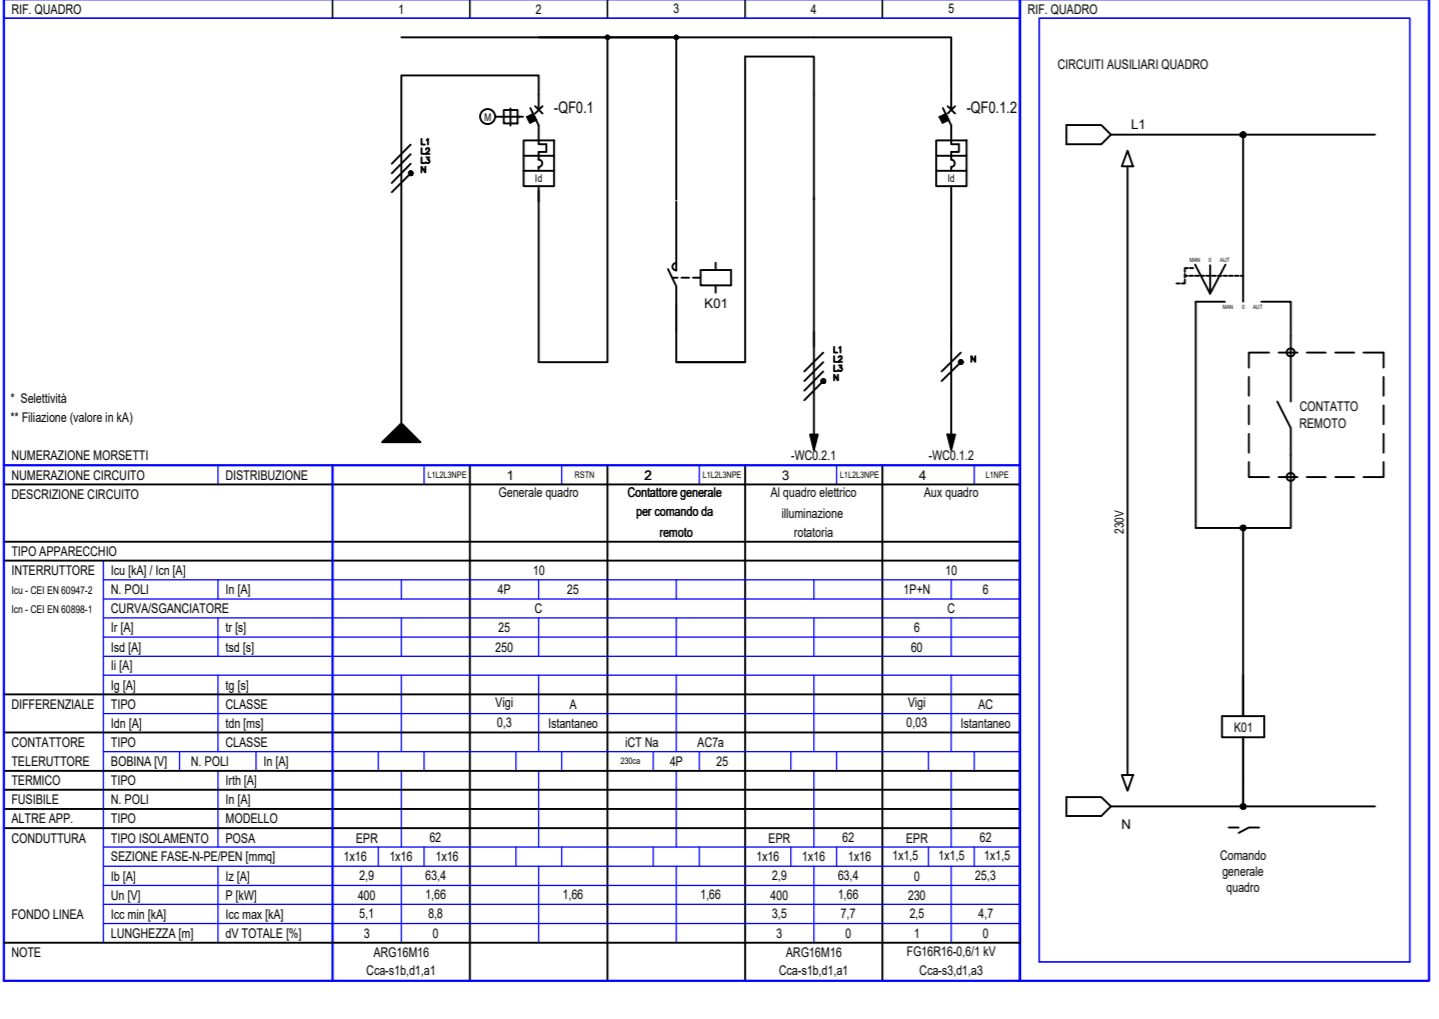 RIF. QUADRO 1 2 3 4 5 RIF. QUADRO
CIRCUITI AUSILIARI QUADRO
M -QF0.1
-QF0.1.2
L1
L1
L2
L3
N
Id
Id
MAN 0 AUT
K01
MAN 0 AUT
L1
L2
L3
N
N
* Selettività
** Filiazione (valore in kA)
CONTATTO
REMOTO
230V
NUMERAZIONE MORSETTI -WC0.2.1 -WC0.1.2
NUMERAZIONE CIRCUITO DISTRIBUZIONE L1L2L3NPE 1 RSTN 2 L1L2L3NPE 3 L1L2L3NPE 4 L1NPE
DESCRIZIONE CIRCUITO Generale quadro Contattore generale Al quadro elettrico Aux quadro
per comando da illuminazione
remoto rotatoria
TIPO APPARECCHIO
INTERRUTTORE Icu [kA] / Icn [A] 10 10
Icu - CEI EN 60947-2 N. POLI In [A] 4P 25 1P+N 6
Icn - CEI EN 60898-1 CURVA/SGANCIATORE C C
Ir [A] tr [s] 25 6
Isd [A] tsd [s] 250 60
Ii [A]
Ig [A] tg [s]
DIFFERENZIALE TIPO CLASSE Vigi A Vigi AC
Idn [A] tdn [ms] 0,3 Istantaneo 0,03 Istantaneo
CONTATTORE TIPO CLASSE iCT Na AC7a
TELERUTTORE BOBINA [V] N. POLI In [A] 230ca 4P 25
TERMICO TIPO Irth [A]
FUSIBILE N. POLI In [A]
ALTRE APP. TIPO MODELLO
CONDUTTURA TIPO ISOLAMENTO POSA EPR 62 EPR 62 EPR 62
SEZIONE FASE-N-PE/PEN [mmq] 1x16 1x16 1x16 1x16 1x16 1x16 1x1,5 1x1,5 1x1,5
Ib [A] Iz [A] 2,9 63,4 2,9 63,4 0 25,3
Un [V] P [kW] 400 1,66 1,66 1,66 400 1,66 230
FONDO LINEA Icc min [kA] Icc max [kA] 5,1 8,8 3,5 7,7 2,5 4,7
LUNGHEZZA [m] dV TOTALE [%] 3 0 3 0 1 0
NOTE ARG16M16 ARG16M16 FG16R16-0,6/1 kV
Cca-s1b,d1,a1 Cca-s1b,d1,a1 Cca-s3,d1,a3
K01
N
Comando
generale
quadro